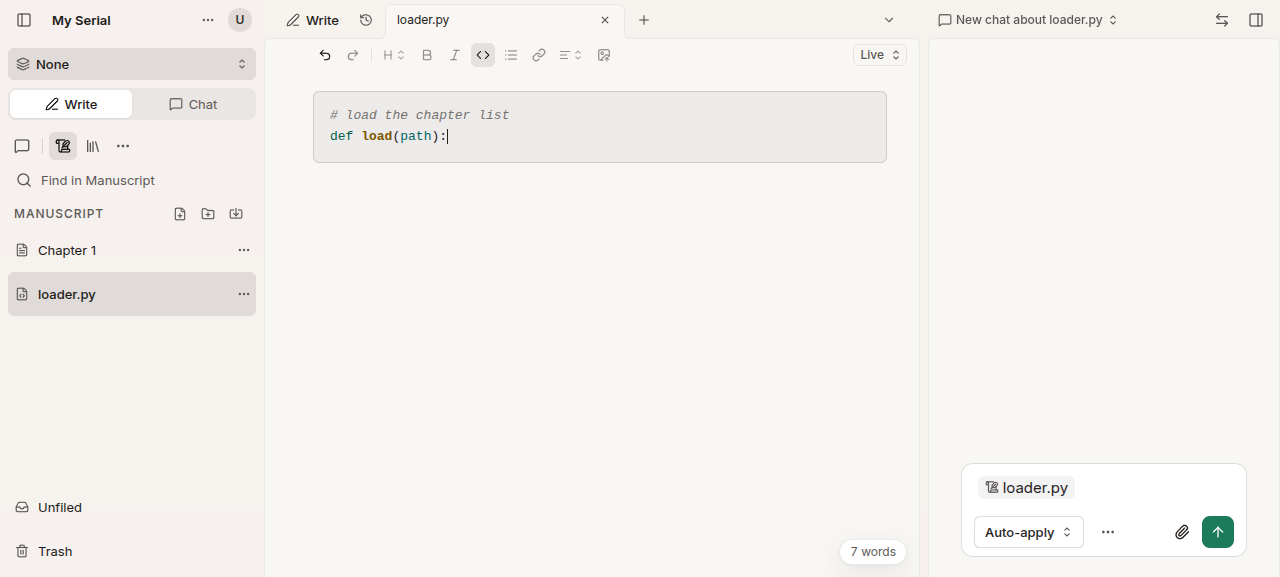 My Serial
U
None
Write
Chat
Find in Manuscript
MANUSCRIPT
Chapter 1
loader.py
Unfiled
Trash
Write
loader.py
H
B
I
Live
# load the chapter list
def load(path):
7 words
New chat about loader.py
loader.py
Auto-apply